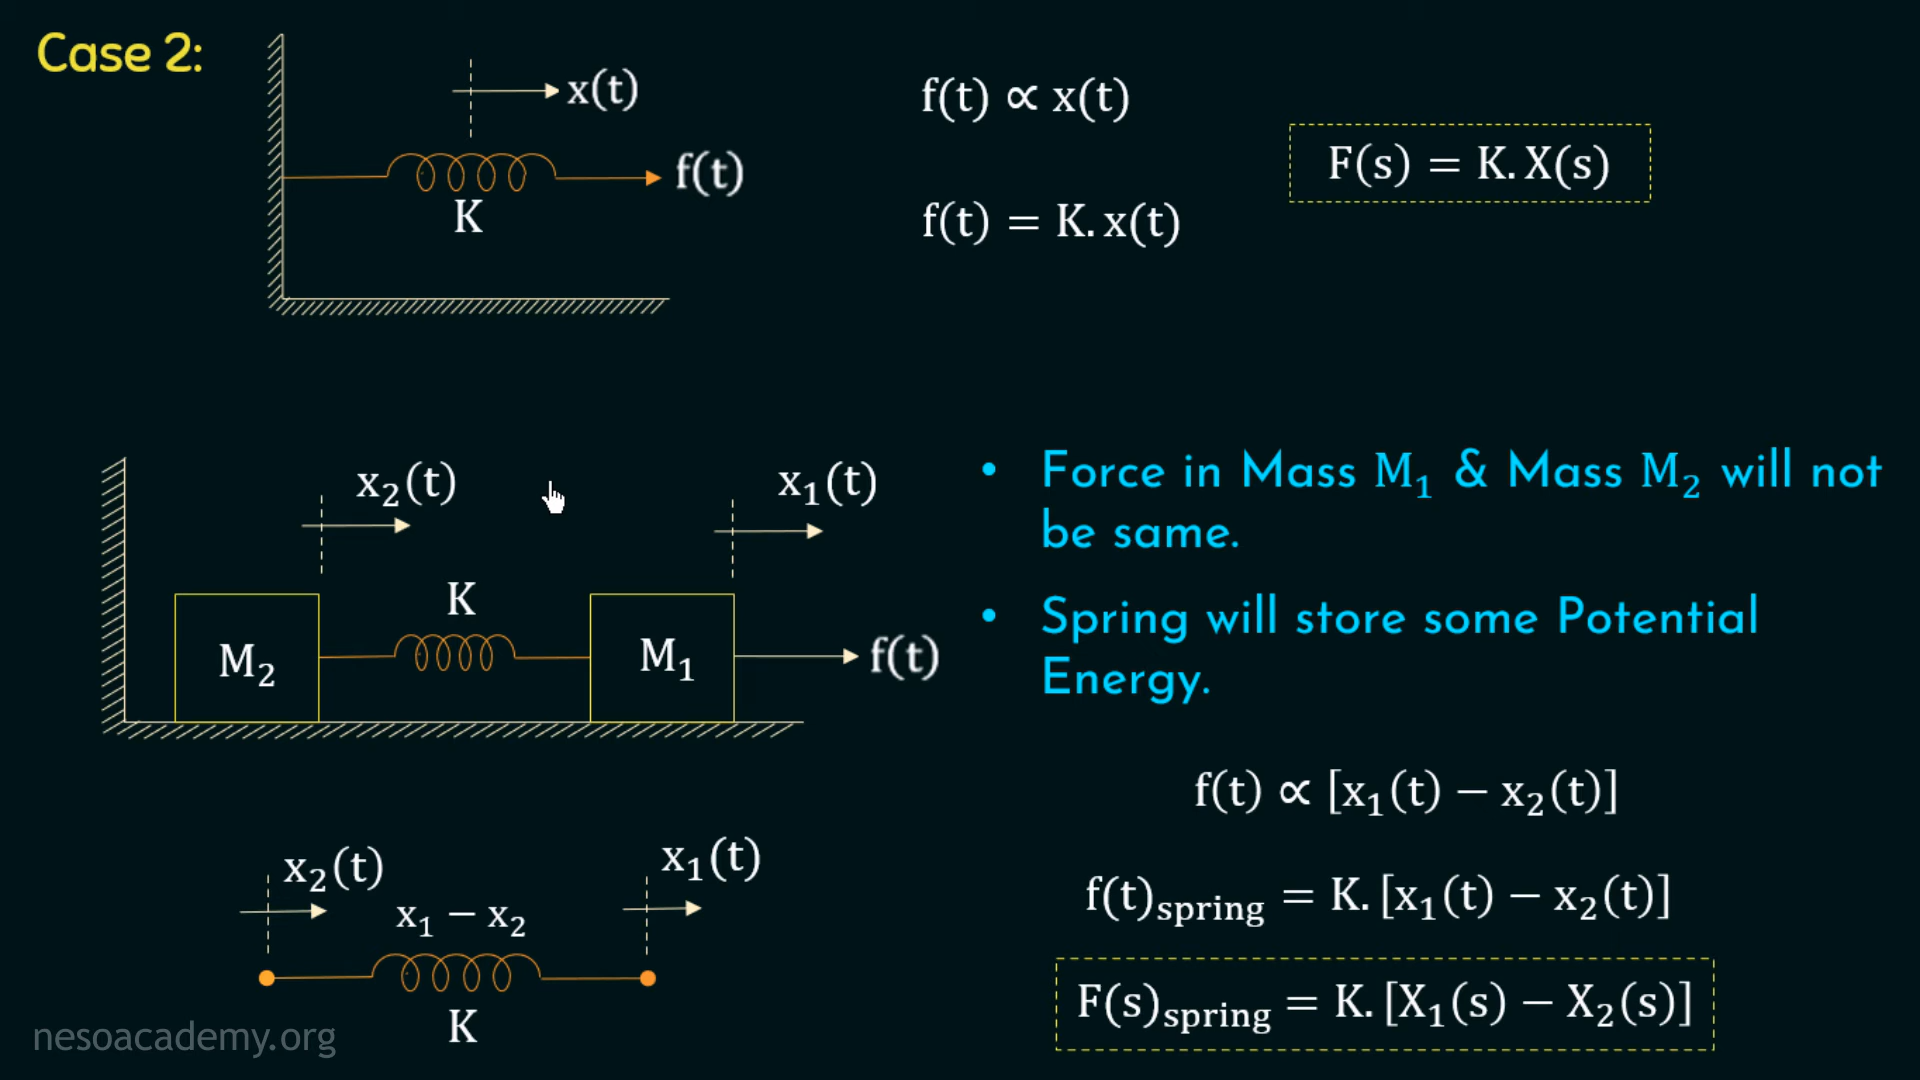 Case 2:
x(t)
f(t)
K
f(t) ∝ x(t)
f(t) = K. x(t)
F(s) = K. X(s)
x₂(t)
x₁(t)
K
M₂
M₁
f(t)
• Force in Mass M₁ & Mass M₂ will not
be same.
• Spring will store some Potential
Energy.
f(t) ∝ [x₁(t) − x₂(t)]
f(t)spring = K. [x₁(t) − x₂(t)]
F(s)spring = K. [X₁(s) − X₂(s)]
x₂(t)
x₁(t)
x₁ − x₂
K
nesoacademy.org